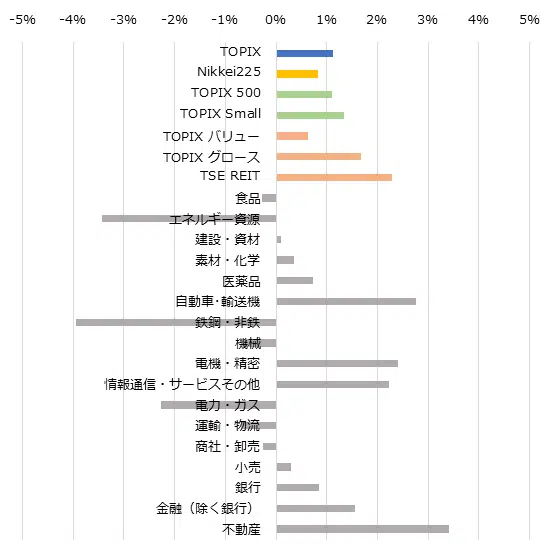 -5% -4% -3% -2% -1% 0% 1% 2% 3% 4% 5%
TOPIX
Nikkei225
TOPIX 500
TOPIX Small
TOPIX バリュー
TOPIX グロース
TSE REIT
食品
エネルギー資源
建設・資材
素材・化学
医薬品
自動車･輸送機
鉄鋼・非鉄
機械
電機・精密
情報通信・サービスその他
電力・ガス
運輸・物流
商社・卸売
小売
銀行
金融（除く銀行）
不動産